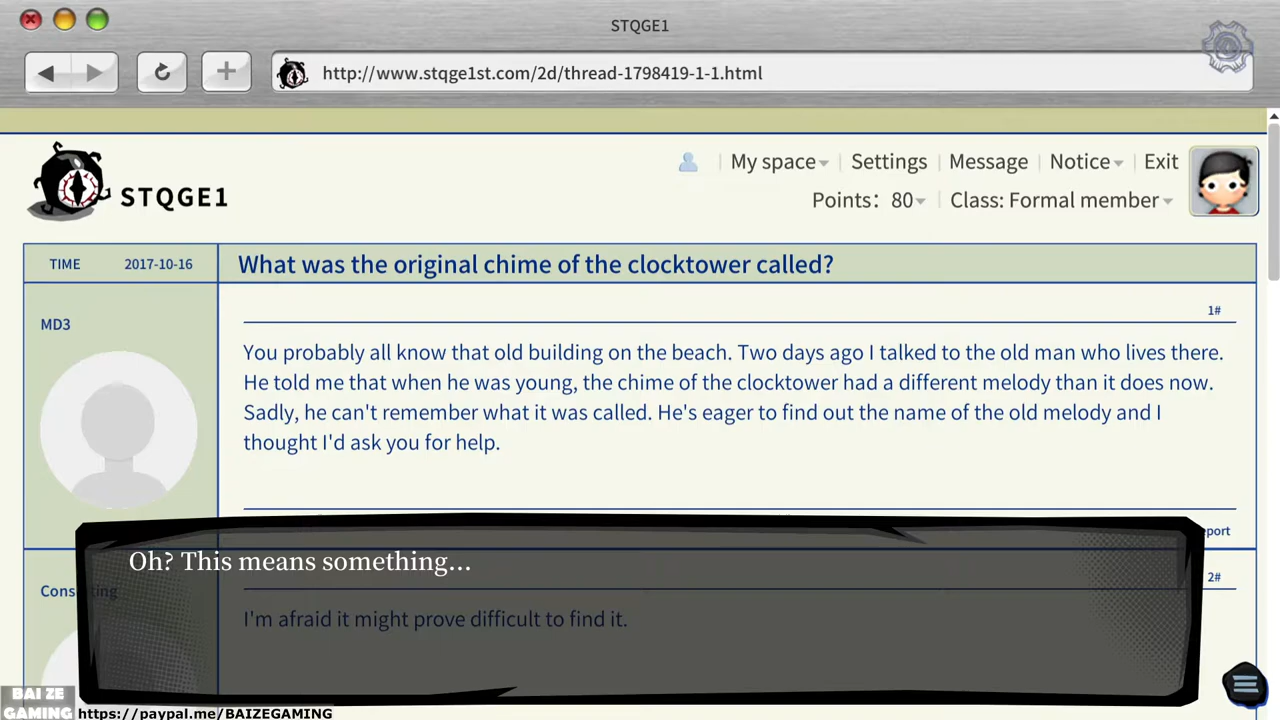 STQGE1
http://www.stqge1st.com/2d/thread-1798419-1-1.html
STQGE1
My space
Settings
Message
Notice
Exit
Points: 80
Class: Formal member
TIME 2017-10-16
What was the original chime of the clocktower called?
MD3
1#
You probably all know that old building on the beach. Two days ago I talked to the old man who lives there.
He told me that when he was young, the chime of the clocktower had a different melody than it does now.
Sadly, he can't remember what it was called. He's eager to find out the name of the old melody and I
thought I'd ask you for help.
Oh? This means something...
2#
I'm afraid it might prove difficult to find it.
BAI ZE
GAMING
https://paypal.me/BAIZEGAMING